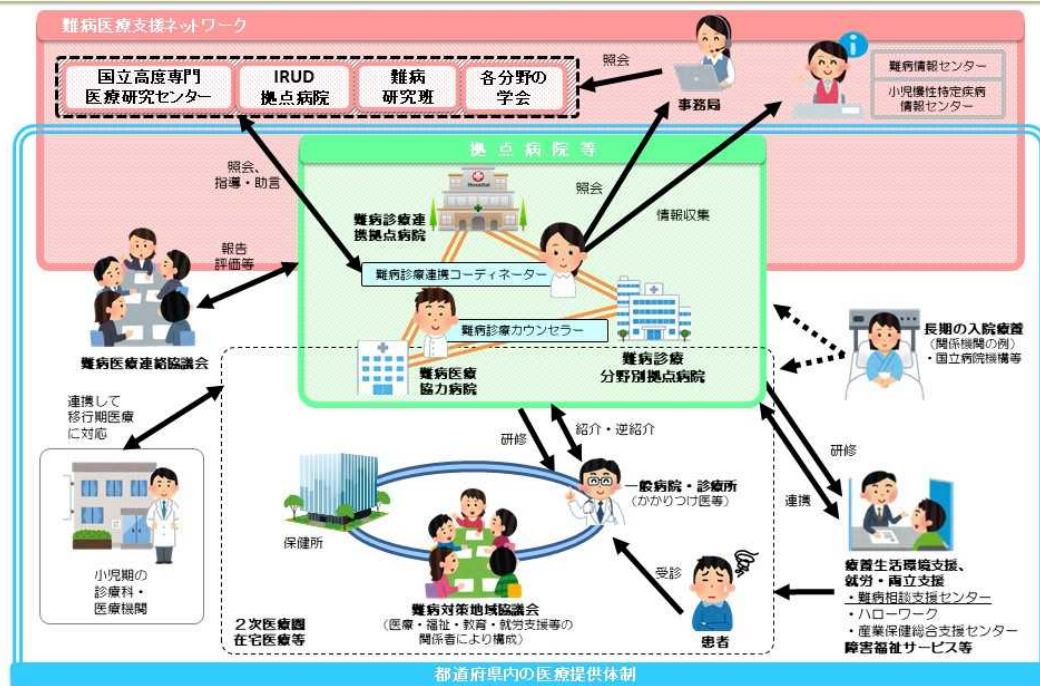 難病医療支援ネットワーク
国立高度専門
医療研究センター
IRUD
拠点病院
難病
研究班
各分野の
学会
照会
事務局
難病情報センター
小児慢性特定疾病
情報センター
拠点病院等
照会、
指導・助言
Hospital
難病診療連
携拠点病院
照会
情報収集
報告
評価等
難病診療連携コーディネーター
難病診療カウンセラー
難病医療連絡協議会
難病医療
協力病院
難病診療
分野別拠点病院
長期の入院療養
(関係機関の例)
・国立病院機構等
連携して
移行期医療
に対応
研修
紹介・逆紹介
研修
連携
一般病院・診療所
(かかりつけ医等)
保健所
小児期の
診療科・
医療機関
受診
難病対策地域協議会
(医療・福祉・教育・就労支援等の
関係者により構成)
2次医療圏
在宅医療等
患者
療養生活環境支援、
就労・両立支援
・難病相談支援センター
・ハローワーク
・産業保健総合支援センター
障害福祉サービス等
都道府県内の医療提供体制